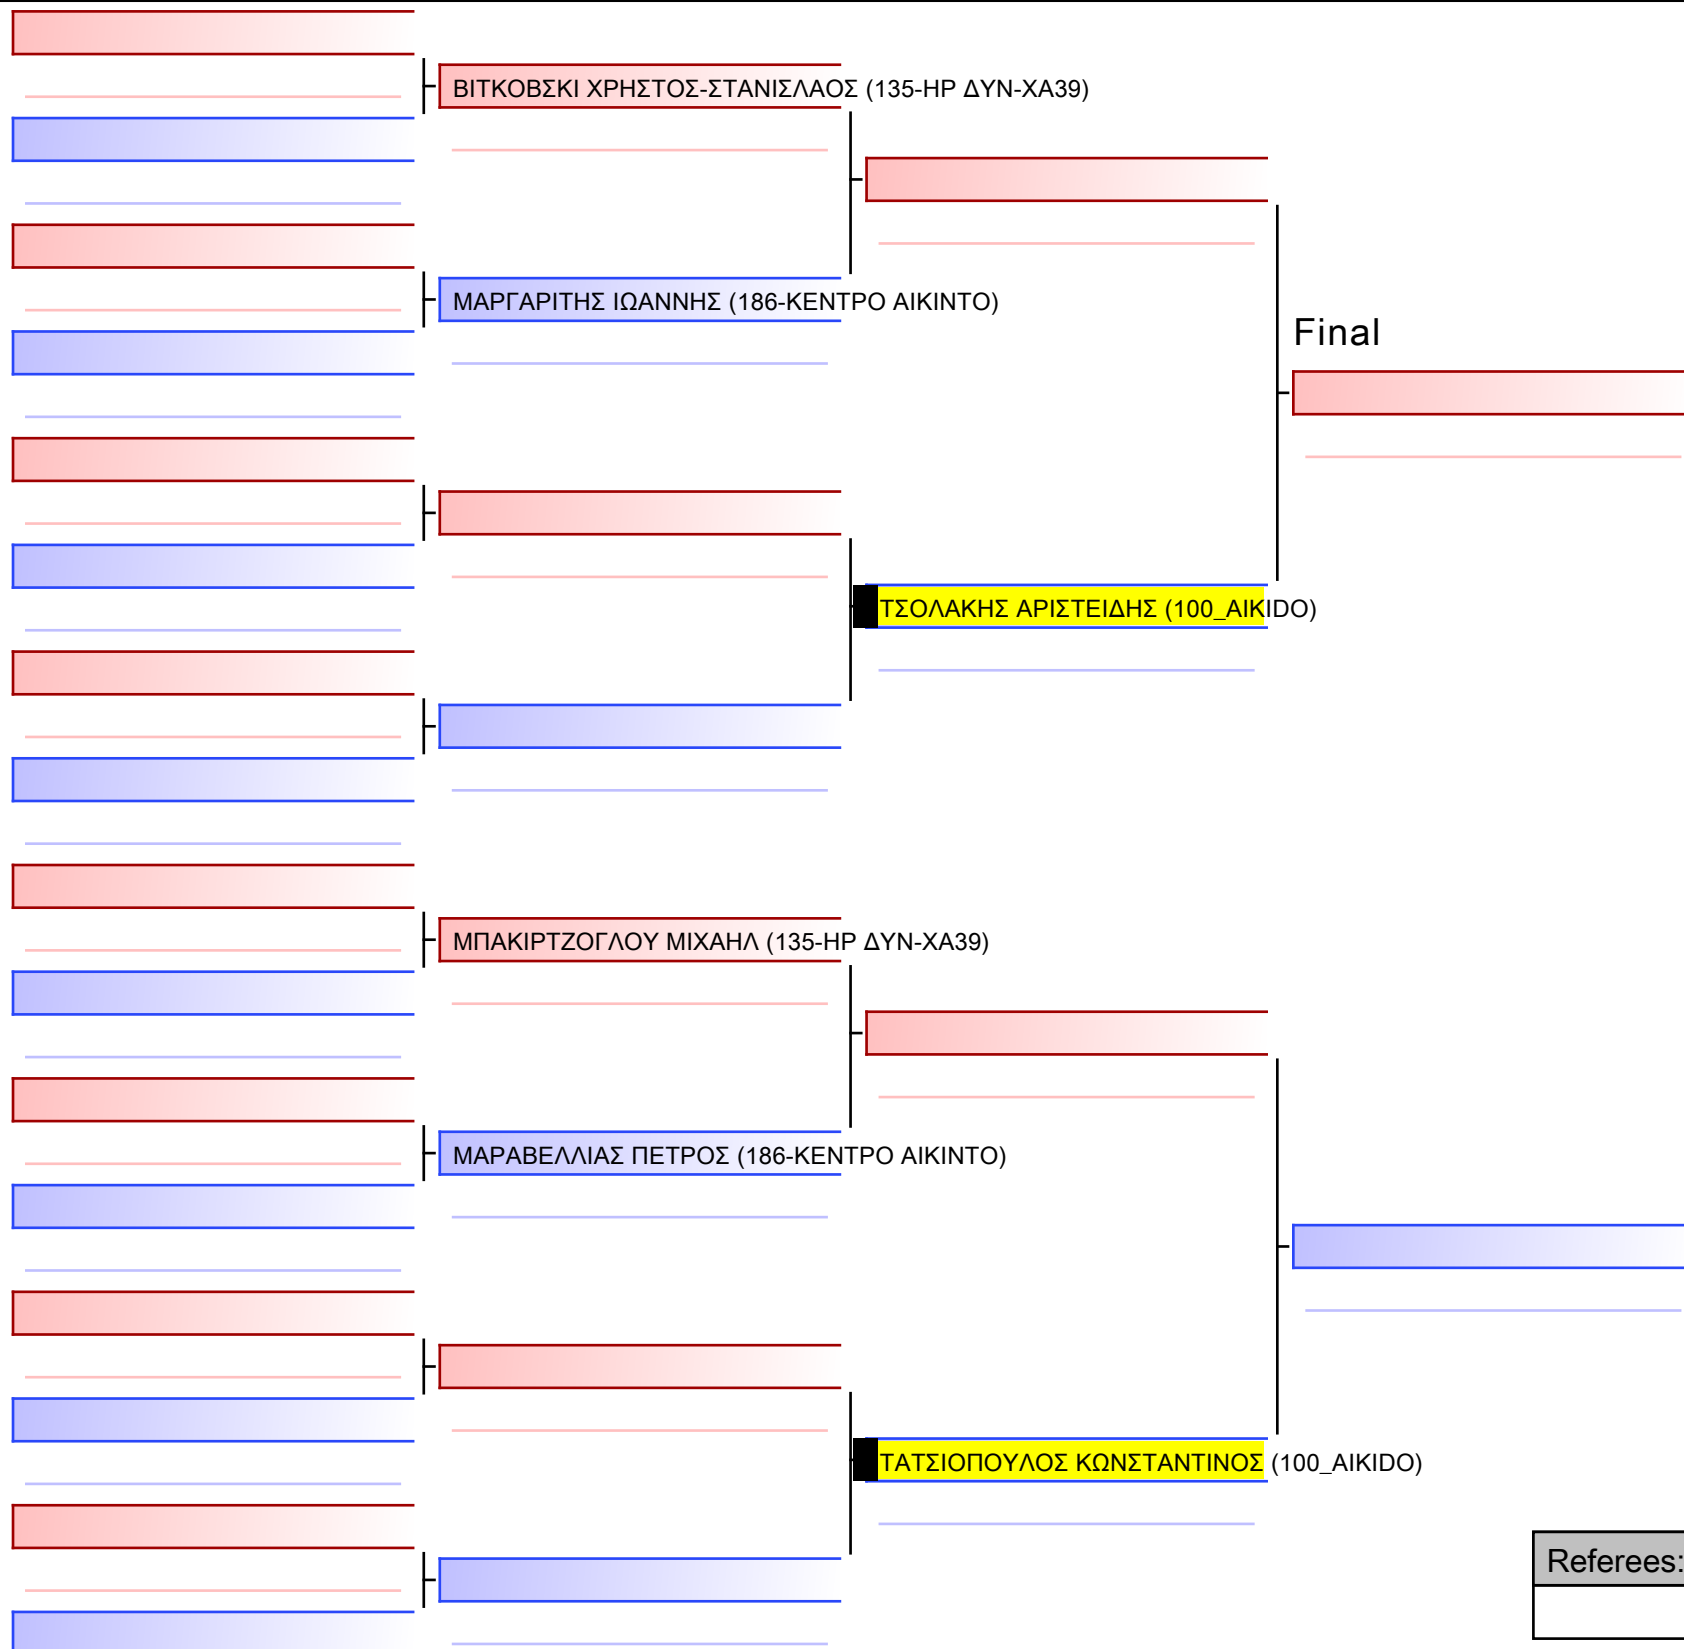 ΒΙΤΚΟΒΣΚΙ ΧΡΗΣΤΟΣ-ΣΤΑΝΙΣΛΑΟΣ (135-ΗΡ ΔΥΝ-ΧΑ39)
ΜΑΡΓΑΡΙΤΗΣ ΙΩΑΝΝΗΣ (186-ΚΕΝΤΡΟ ΑΙΚΙΝΤΟ)
Final
ΤΣΟΛΑΚΗΣ ΑΡΙΣΤΕΙΔΗΣ (100_AIKIDO)
ΜΠΑΚΙΡΤΖΟΓΛΟΥ ΜΙΧΑΗΛ (135-ΗΡ ΔΥΝ-ΧΑ39)
ΜΑΡΑΒΕΛΛΙΑΣ ΠΕΤΡΟΣ (186-ΚΕΝΤΡΟ ΑΙΚΙΝΤΟ)
ΤΑΤΣΙΟΠΟΥΛΟΣ ΚΩΝΣΤΑΝΤΙΝΟΣ (100_AIKIDO)
Referees: